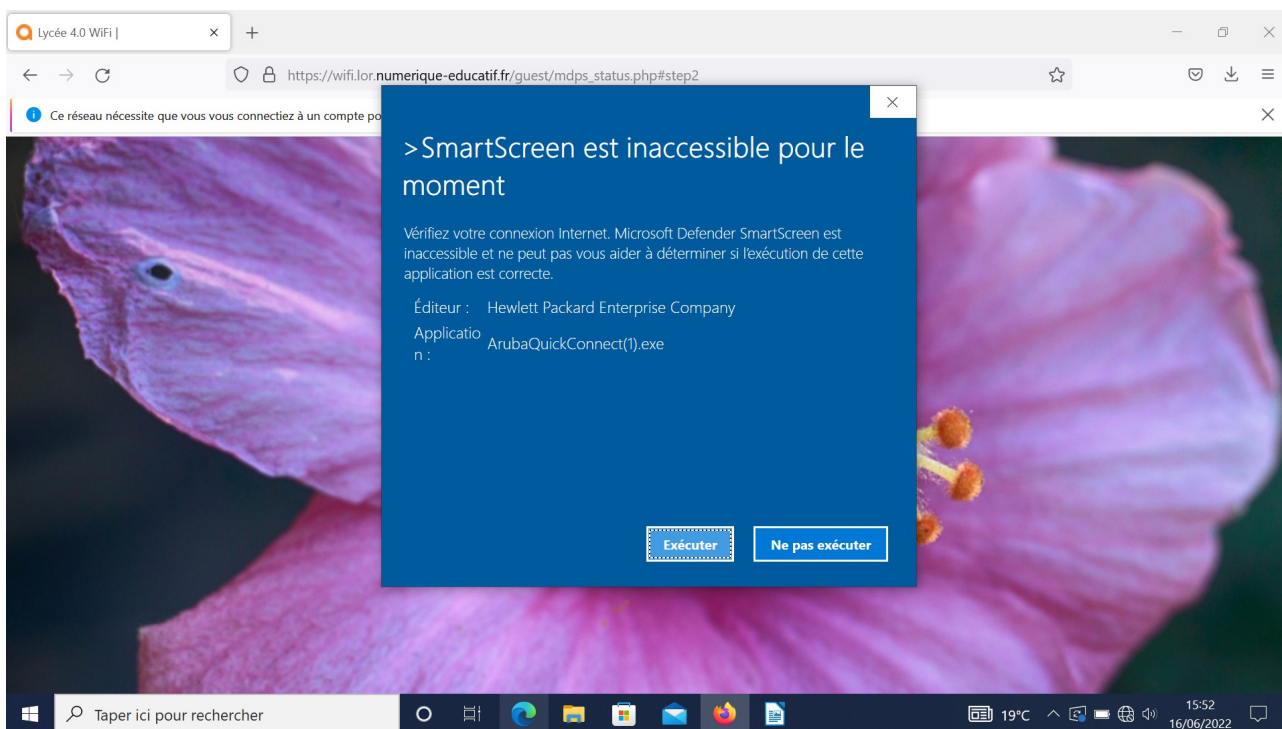 Lycée 4.0 WiFi |
https://wifi.lor.numerique-educatif.fr/guest/mdps_status.php#step2
Ce réseau nécessite que vous vous connectiez à un compte po
>SmartScreen est inaccessible pour le
moment
Vérifiez votre connexion Internet. Microsoft Defender SmartScreen est
inaccessible et ne peut pas vous aider à déterminer si l'exécution de cette
application est correcte.
Éditeur : Hewlett Packard Enterprise Company
Applicatio
n : ArubaQuickConnect(1).exe
Exécuter Ne pas exécuter
Taper ici pour rechercher
19°C
15:52
16/06/2022